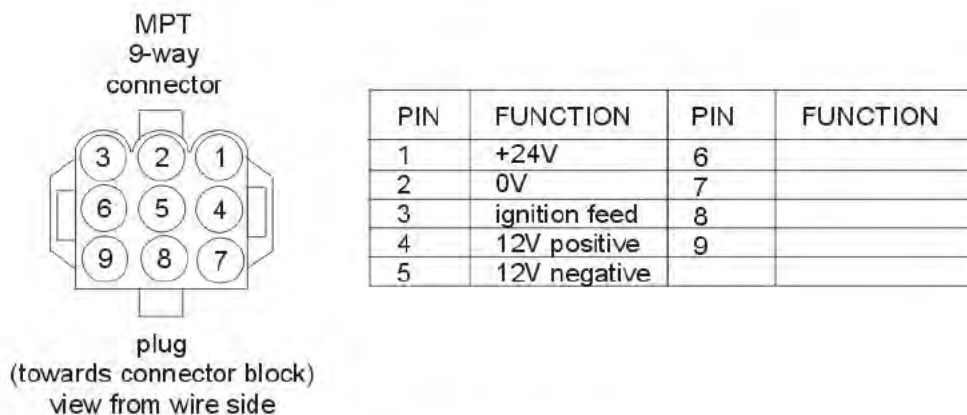 MPT
9-way
connector
3 2 1
6 5 4
9 8 7
plug
(towards connector block)
view from wire side
PIN FUNCTION PIN FUNCTION
1 +24V 6
2 0V 7
3 ignition feed 8
4 12V positive 9
5 12V negative